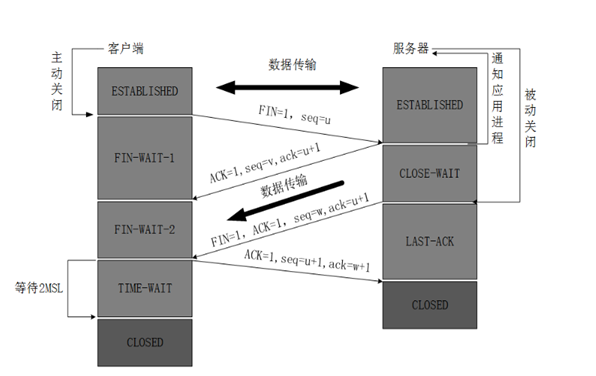 客户端
服务器
主动关闭
数据传输
通知应用进程
被动关闭
ESTABLISHED
ESTABLISHED
FIN=1, seq=u
FIN-WAIT-1
ACK=1,seq=v,ack=u+1
CLOSE-WAIT
数据传输
FIN-WAIT-2
FIN=1, ACK=1, seq=w,ack=u+1
LAST-ACK
ACK=1,seq=u+1,ack=w+1
等待2MSL
TIME-WAIT
CLOSED
CLOSED